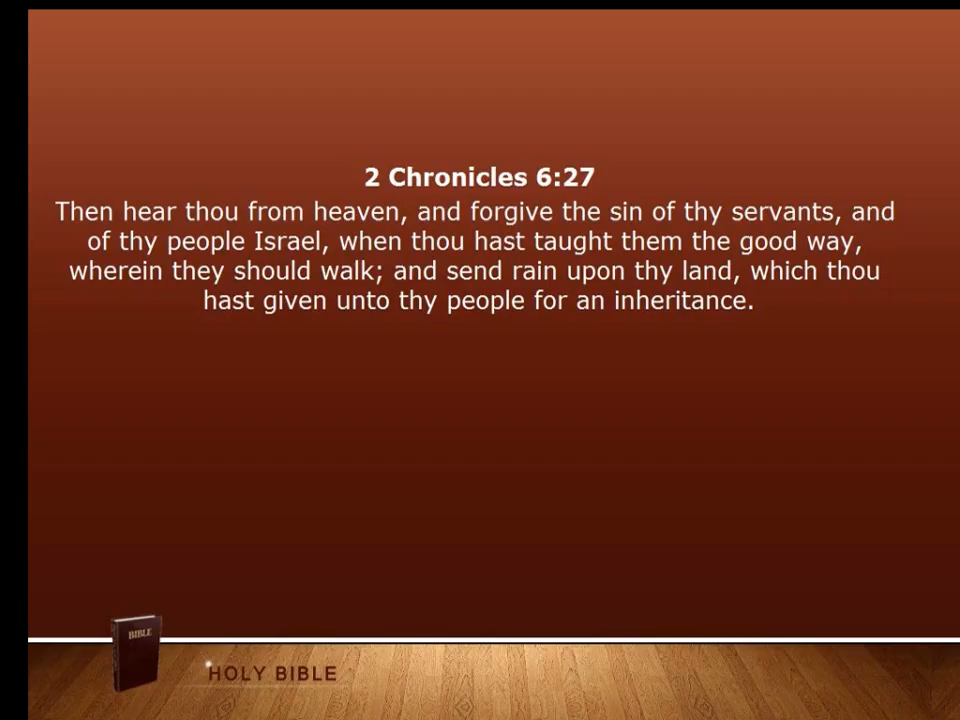 2 Chronicles 6:27
Then hear thou from heaven, and forgive the sin of thy servants, and
of thy people Israel, when thou hast taught them the good way,
wherein they should walk; and send rain upon thy land, which thou
hast given unto thy people for an inheritance.
BIBLE
HOLY BIBLE